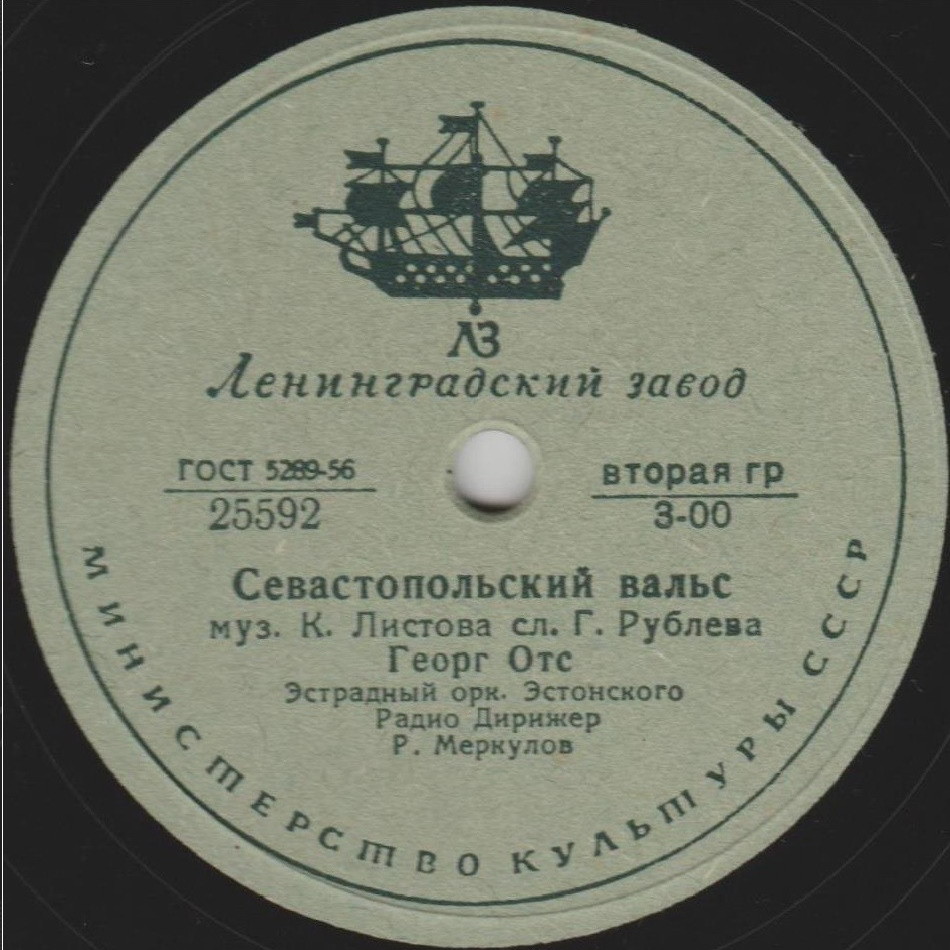 ЛЗ
Ленинградский завод
ГОСТ 5289-56
25592
вторая гр
3-00
Севастопольский вальс
муз. К. Листова сл. Г. Рублева
Георг Отс
Эстрадный орк. Эстонского
Радио Дирижер
Р. Меркулов
МИНИСТЕРСТВО КУЛЬТУРЫ СССР